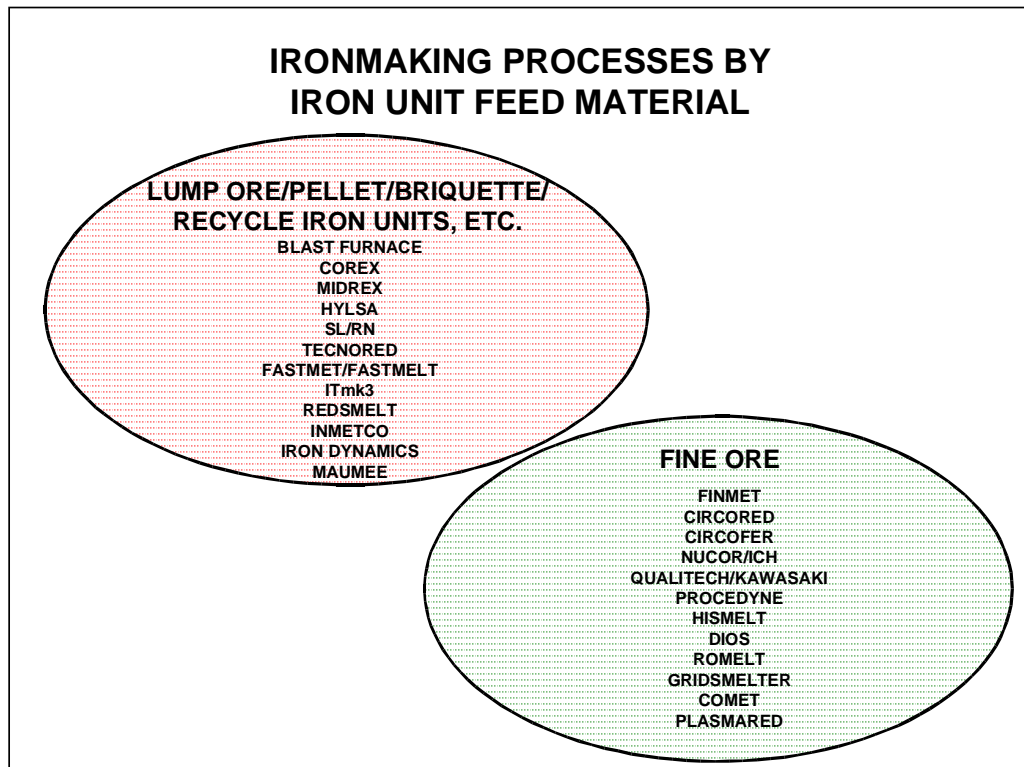 IRONMAKING PROCESSES BY
IRON UNIT FEED MATERIAL
LUMP ORE/PELLET/BRIQUETTE/
RECYCLE IRON UNITS, ETC.
BLAST FURNACE
COREX
MIDREX
HYLSA
SL/RN
TECNORED
FASTMET/FASTMELT
ITmk3
REDSMELT
INMETCO
IRON DYNAMICS
MAUMEE
FINE ORE
FINMET
CIRCORED
CIRCOFER
NUCOR/ICH
QUALITECH/KAWASAKI
PROCEDYNE
HISMELT
DIOS
ROMELT
GRIDSMELTER
COMET
PLASMARED